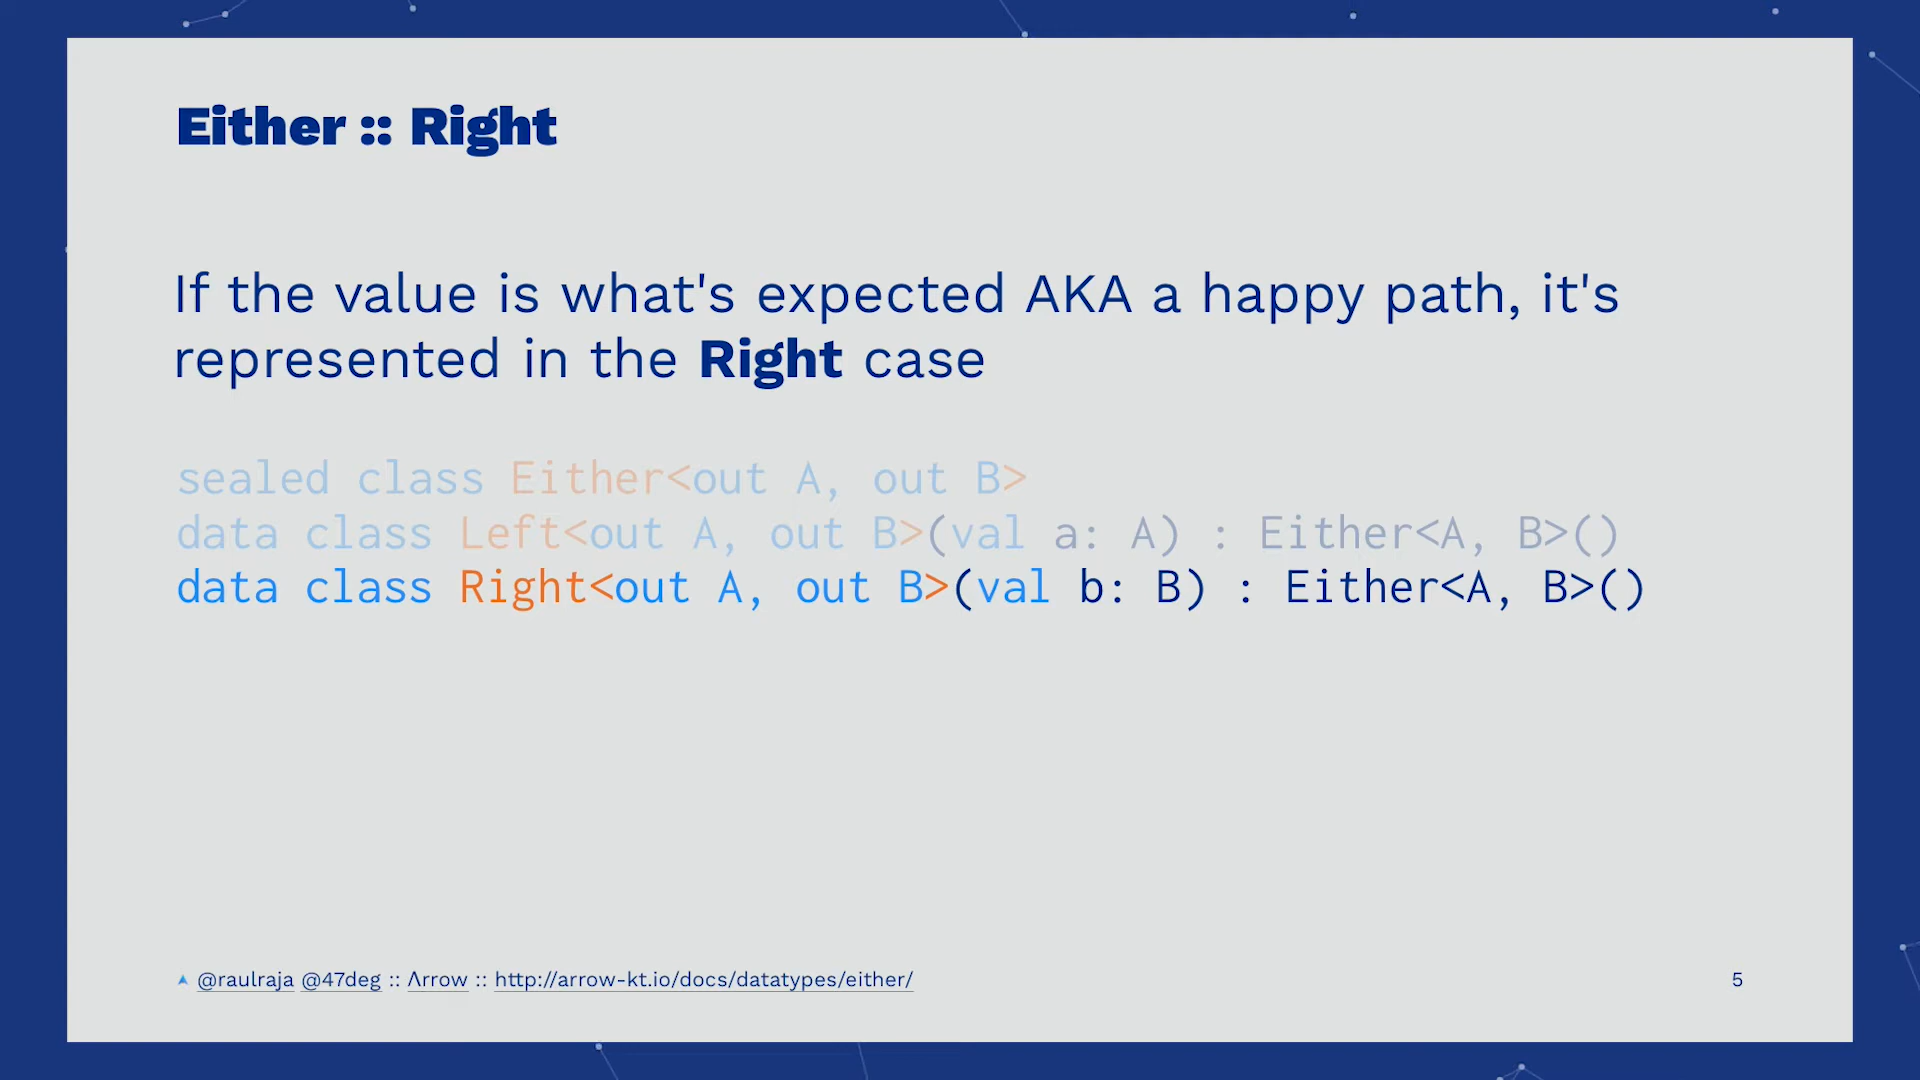 Either :: Right
If the value is what's expected AKA a happy path, it's
represented in the Right case
sealed class Either<out A, out B>
data class Left<out A, out B>(val a: A) : Either<A, B>()
data class Right<out A, out B>(val b: B) : Either<A, B>()
@raulraja @47deg :: Λrrow :: http://arrow-kt.io/docs/datatypes/either/
5